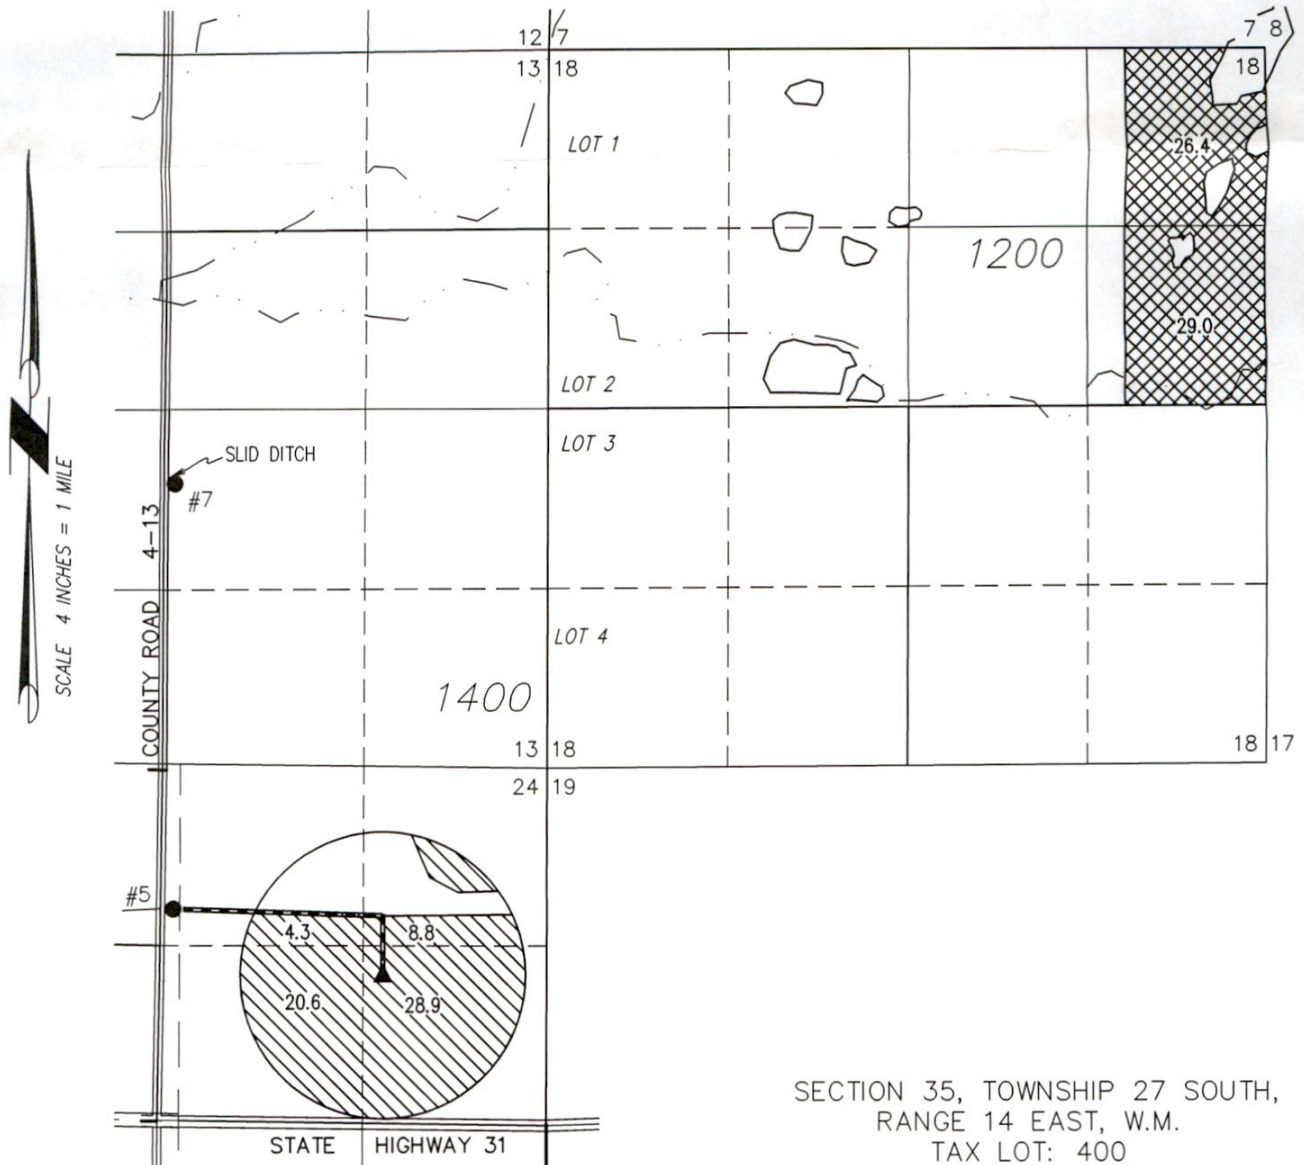 12 7
7 8
13 18
18
LOT 1
26.4
1200
29.0
LOT 2
LOT 3
SLID DITCH
#7
SCALE 4 INCHES = 1 MILE
COUNTY ROAD 4-13
LOT 4
1400
13 18
18 17
24 19
#5
4.3
8.8
20.6
28.9
SECTION 35, TOWNSHIP 27 SOUTH,
RANGE 14 EAST, W.M.
TAX LOT: 400
STATE HIGHWAY 31